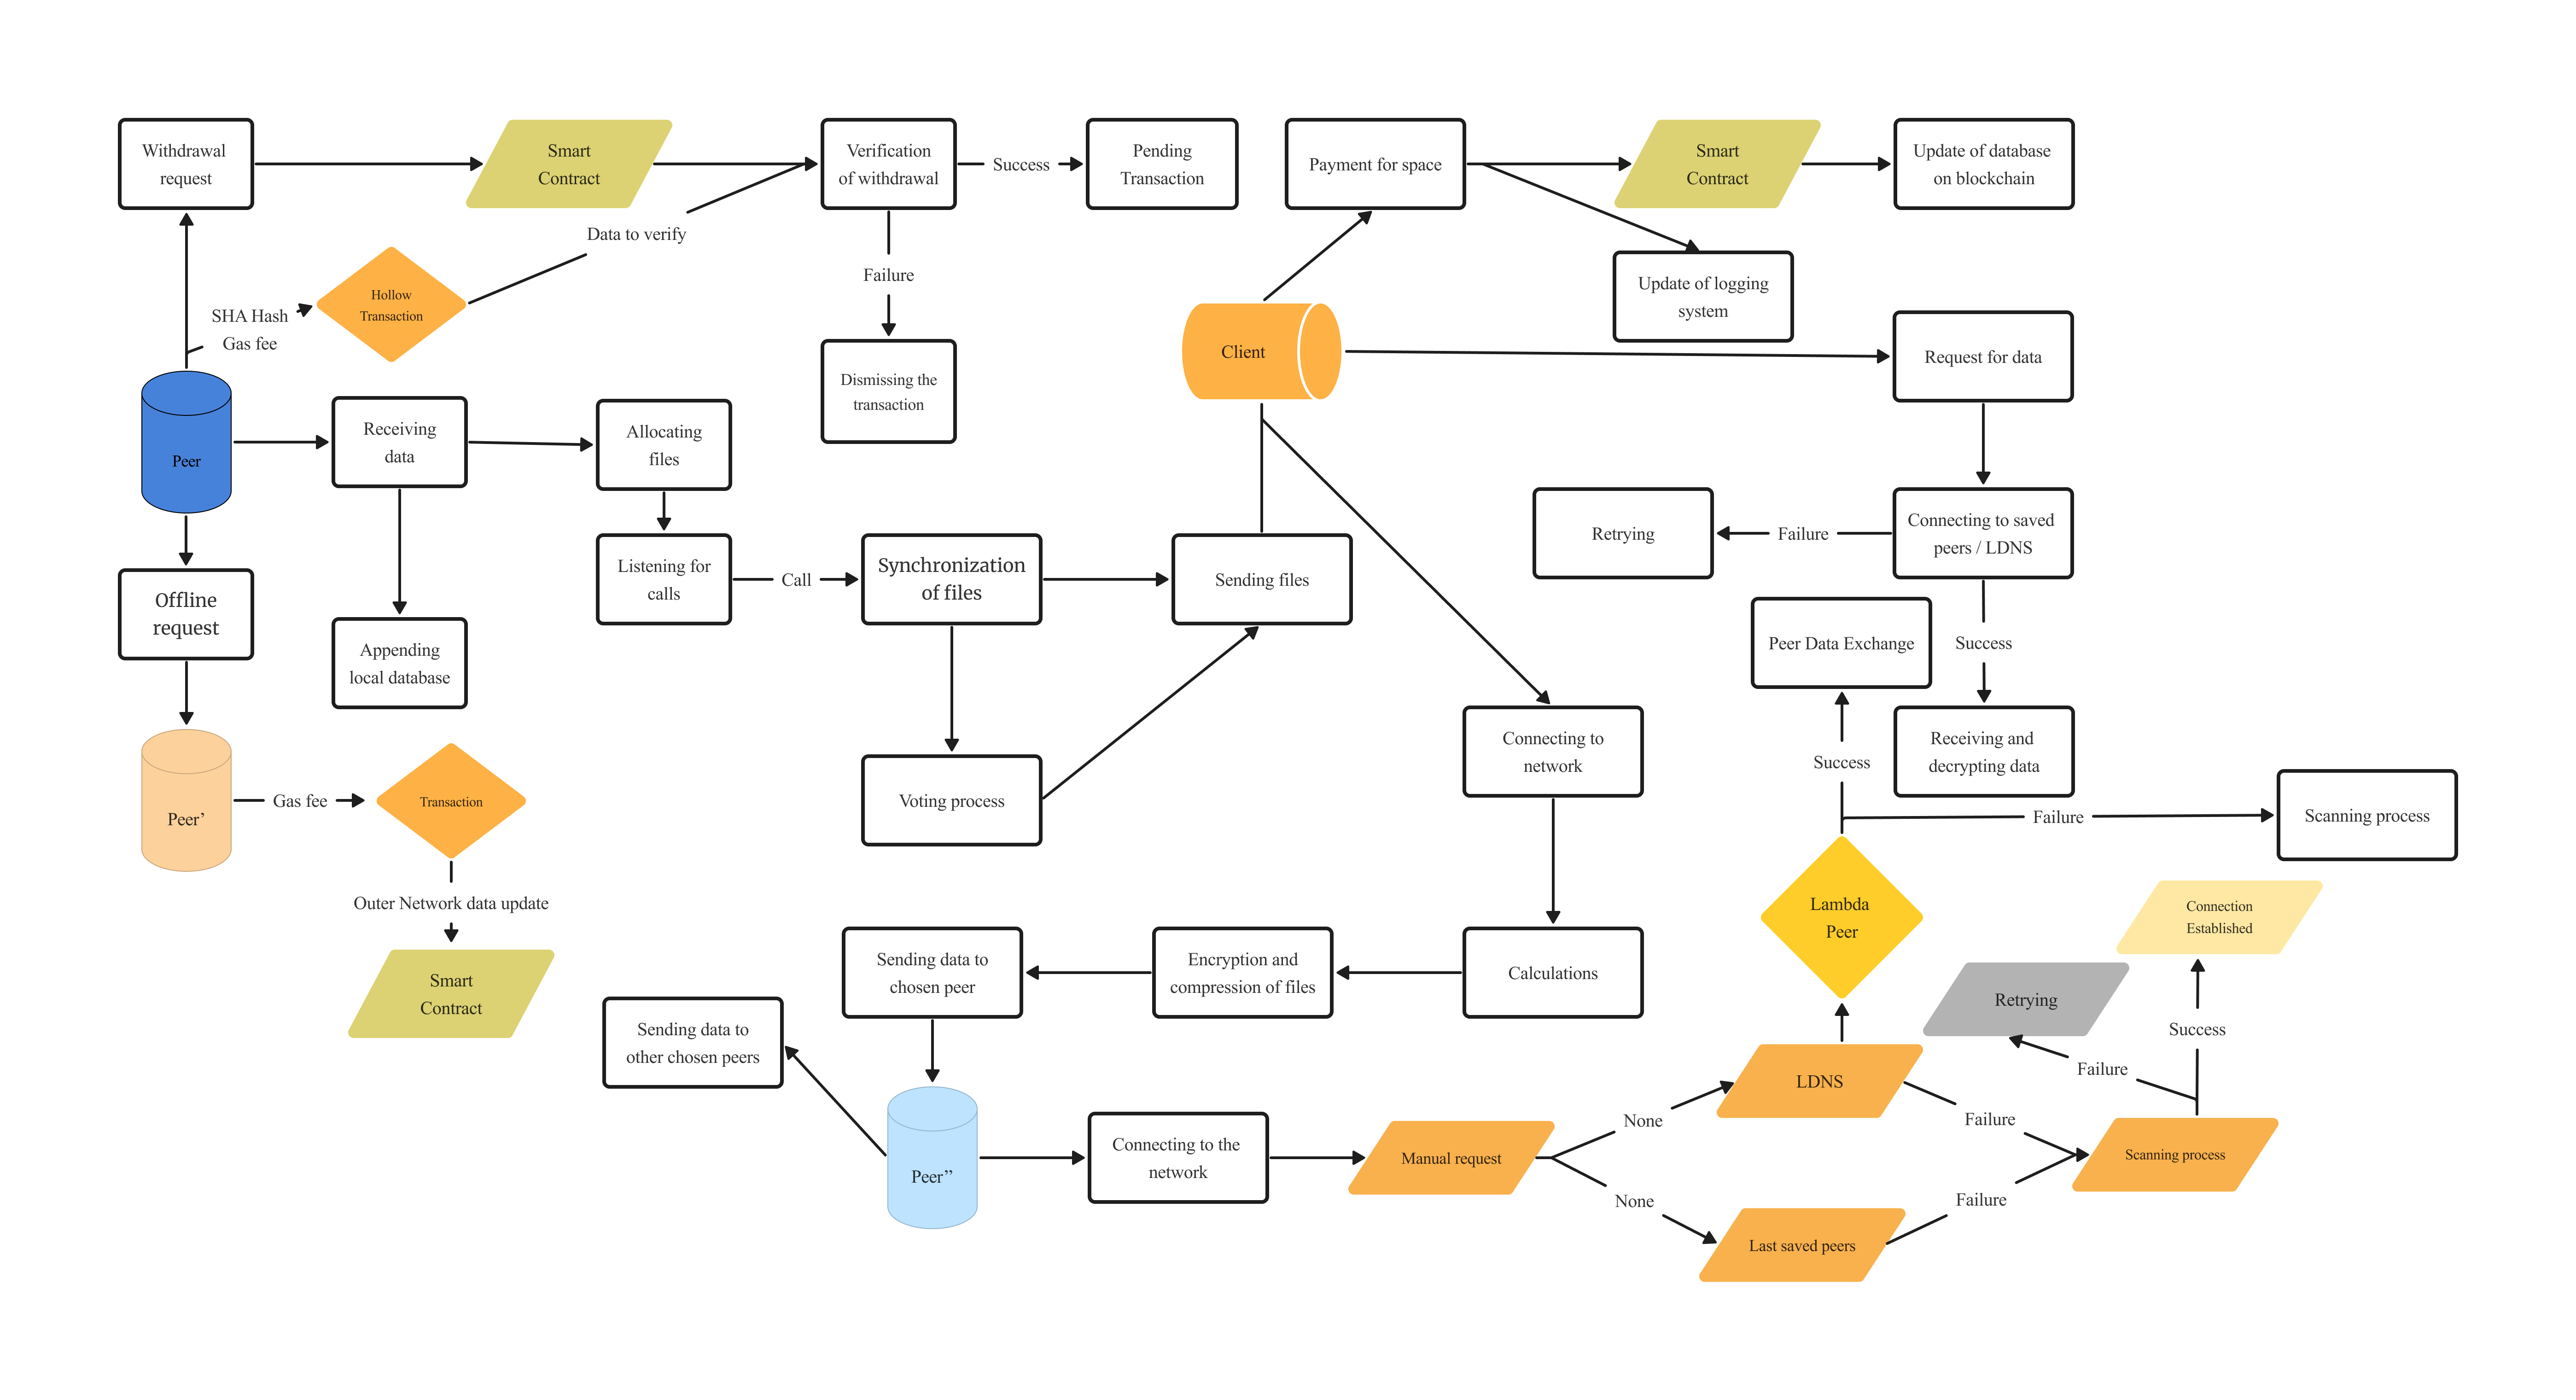 Withdrawal
request
Smart
Contract
Verification
of withdrawal
Success
Pending
Transaction
Payment for space
Smart
Contract
Update of database
on blockchain
Data to verify
Failure
Hollow
Transaction
SHA Hash
Gas fee
Update of logging
system
Client
Request for data
Dismissing the
transaction
Peer
Receiving
data
Allocating
files
Retrying
Failure
Connecting to saved
peers / LDNS
Listening for
calls
Call
Synchronization
of files
Sending files
Offline
request
Appending
local database
Peer Data Exchange
Success
Connecting to
network
Success
Receiving and
decrypting data
Peer’
Gas fee
Transaction
Voting process
Failure
Scanning process
Outer Network data update
Smart
Contract
Lambda
Peer
Connection
Established
Sending data to
chosen peer
Encryption and
compression of files
Calculations
Retrying
Success
Sending data to
other chosen peers
Failure
LDNS
None
Failure
Peer’’
Connecting to the
network
Manual request
Scanning process
None
Failure
Last saved peers